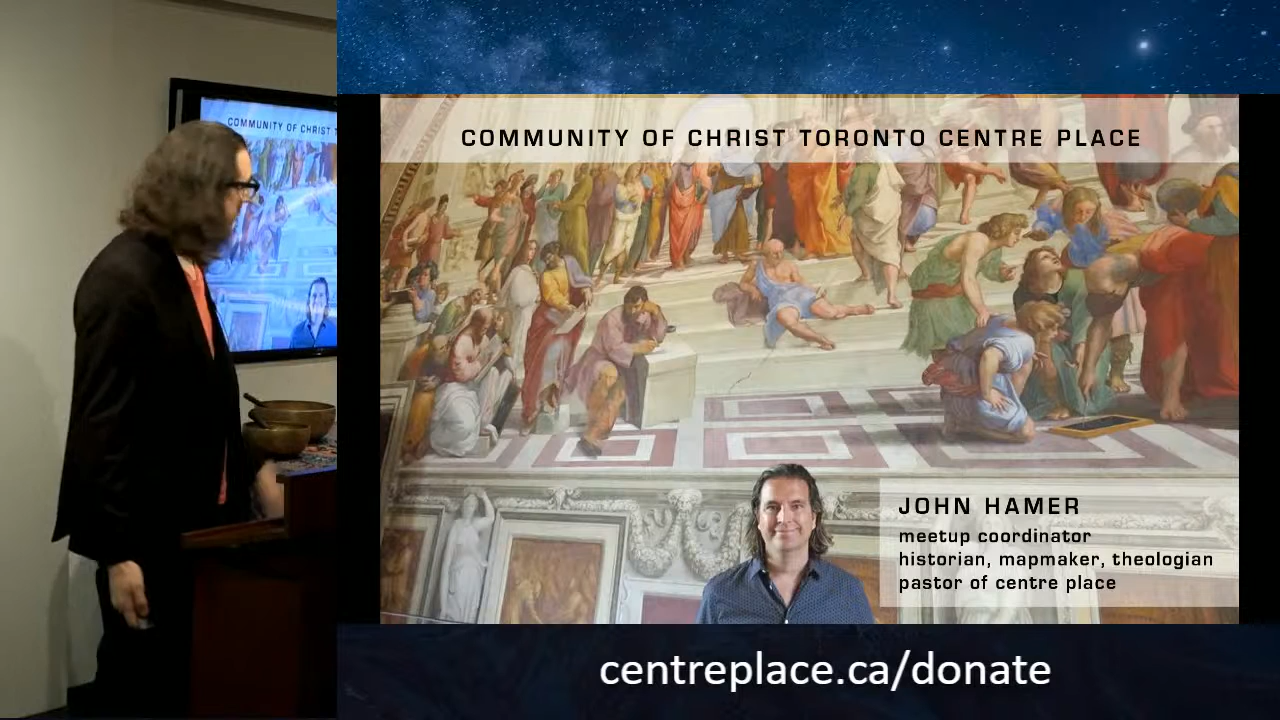 COMMUNITY OF CHRIST T
COMMUNITY OF CHRIST TORONTO CENTRE PLACE
JOHN HAMER
meetup coordinator
historian, mapmaker, theologian
pastor of centre place
centreplace.ca/donate